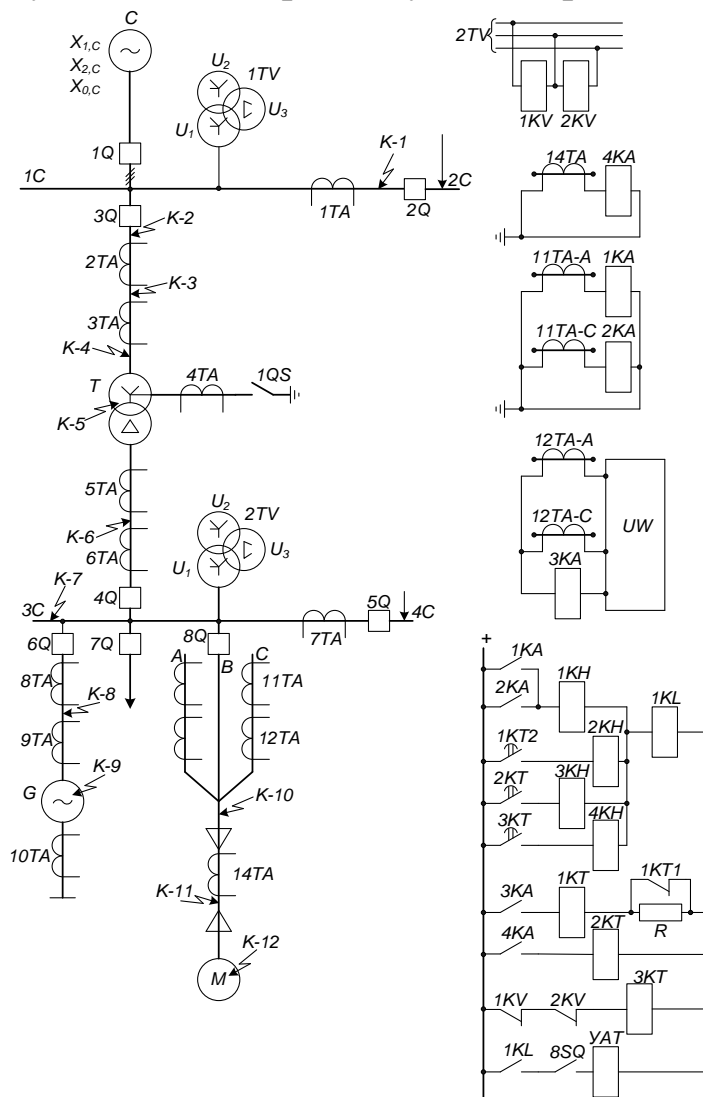 C
X1,C
X2,C
X0,C
U2
1TV
U1
U3
1Q
K-1
1C
2C
1TA
2Q
3Q
K-2
2TA
K-3
3TA
K-4
T
4TA
1QS
K-5
5TA
K-6
6TA
U2
2TV
U1
U3
K-7
4Q
3C
5Q
4C
6Q
7Q
8Q
7TA
A
B
C
8TA
11TA
K-8
9TA
12TA
K-9
G
K-10
10TA
14TA
K-11
K-12
M
2TV
1KV
2KV
14TA
4KA
11TA-A
1KA
11TA-C
2KA
12TA-A
12TA-C
UW
3KA
+
1KA
2KA
1KH
1KL
1KT2
2KH
2KT
3KH
3KT
4KH
3KA
1KT
1KT1
R
4KA
2KT
1KV
2KV
3KT
1KL
8SQ
УАТ